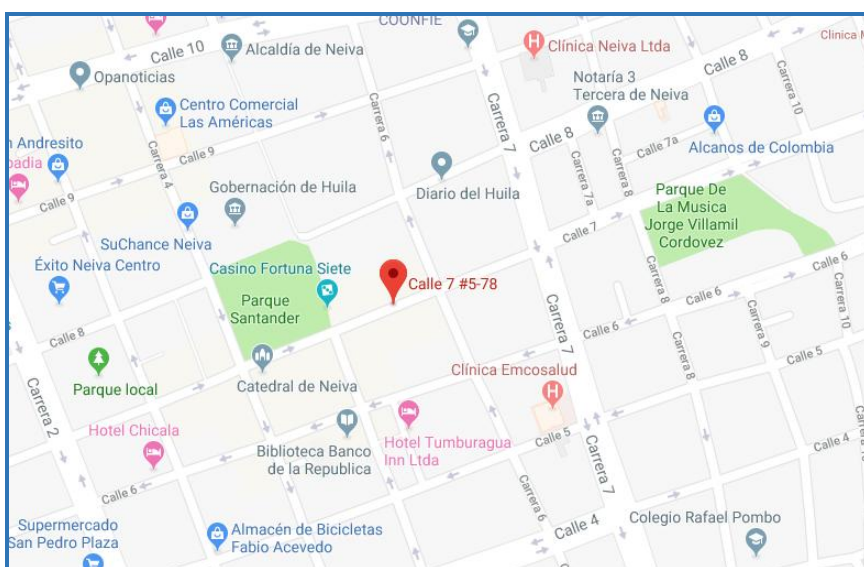 COONFIE
Calle 10
Alcaldía de Neiva
Clínica Neiva Ltda
Clínica
Opanoticias
Calle 8
Notaría 3
Tercera de Neiva
Carrera 10
Centro Comercial
Las Américas
Carrera 6
Carrera 7
n Andresito
Calle 8
Alcanos de Colombia
Calle 7a
Carrera 4
Calle 9
Gobernación de Huila
Diario del Huila
Carrera 7a
Carrera 8
Parque De
La Musica
Jorge Villamil
Cordovez
Calle 9
SuChance Neiva
Calle 7
Éxito Neiva Centro
Casino Fortuna Siete
Calle 7 #5-78
Calle 6
Parque
Santander
Calle 6
Carrera 8
Carrera 9
Carrera 10
Calle 8
Calle 6
Carrera 7
Parque local
Catedral de Neiva
Clínica Emcosalud
Calle 5
Carrera 2
Hotel Chicala
Biblioteca Banco
de la Republica
Hotel Tumburagua
Inn Ltda
Calle 5
Calle 4
Carrera 7
Calle 6
Carrera 6
Supermercado
San Pedro Plaza
Almacén de Bicicletas
Fabio Acevedo
Calle 4
Colegio Rafael Pombo